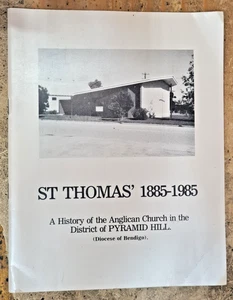 ST THOMAS' 1885-1985
A History of the Anglican Church in the
District of PYRAMID HILL.
(Diocese of Bendigo).